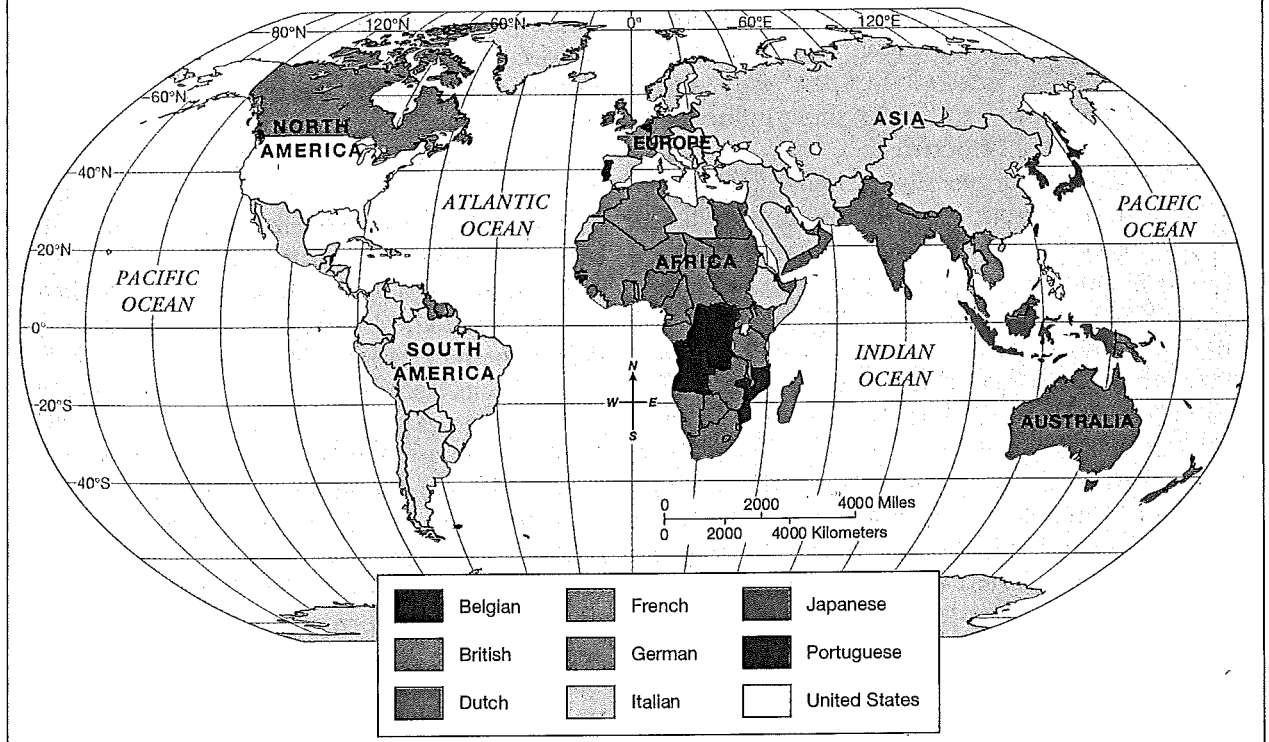 80°N
120°N
60°N
0°
60°E
120°E
60°N
NORTH
AMERICA
EUROPE
ASIA
40°N
ATLANTIC
OCEAN
PACIFIC
OCEAN
20°N
AFRICA
PACIFIC
OCEAN
0°
SOUTH
AMERICA
INDIAN
OCEAN
N
W E
S
20°S
AUSTRALIA
40°S
0 2000 4000 Miles
0 2000 4000 Kilometers
Belgian
French
Japanese
British
German
Portuguese
Dutch
Italian
United States